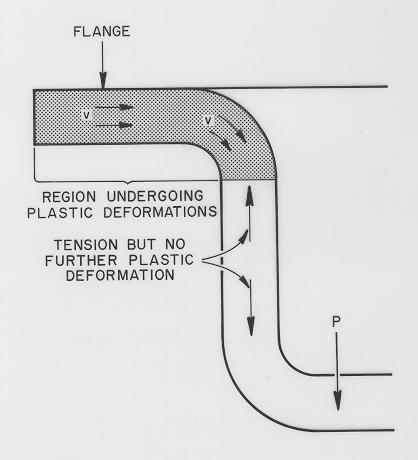 FLANGE
V
V
REGION UNDERGOING
PLASTIC DEFORMATIONS
TENSION BUT NO
FURTHER PLASTIC
DEFORMATION
P